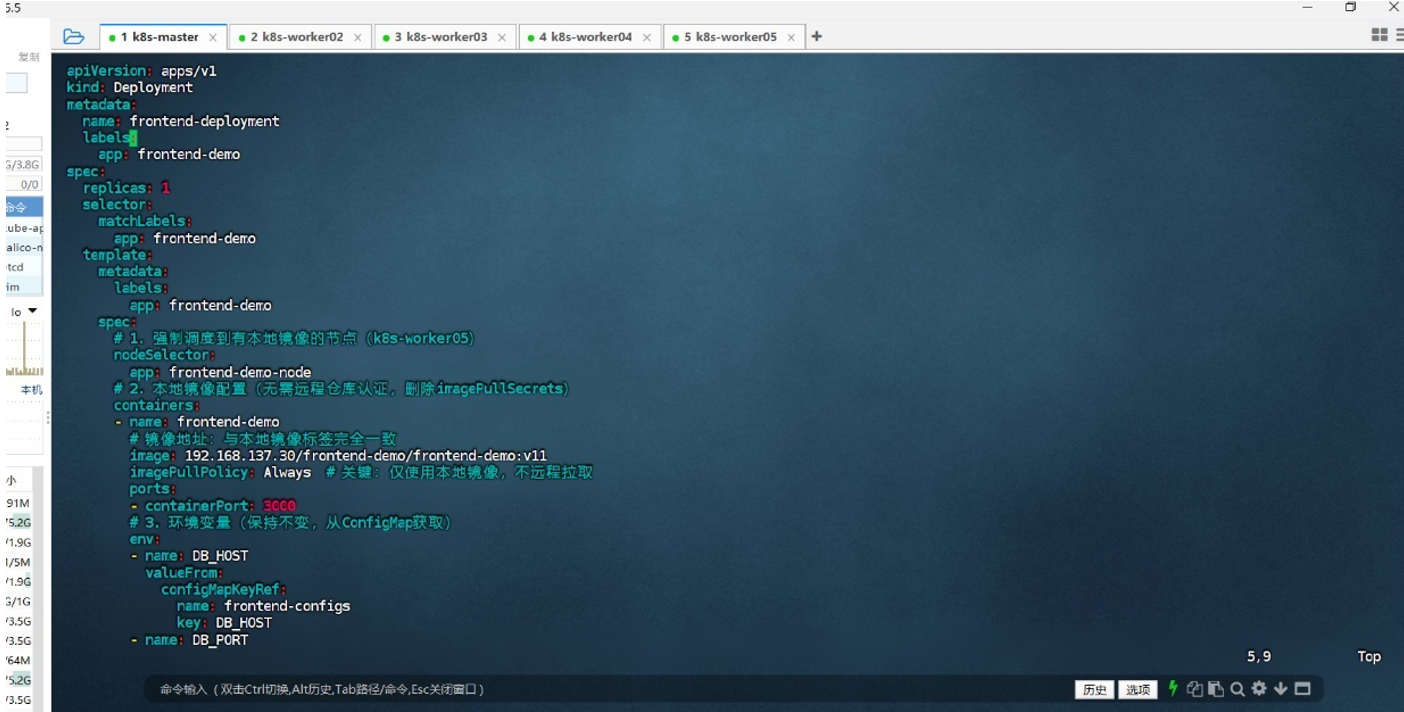 5.5
1 k8s-master × 2 k8s-worker02 × 3 k8s-worker03 × 4 k8s-worker04 × 5 k8s-worker05 × +
复制
G/3.8G
0/0
命令
alico-n
lo
本机
小
91M
/5.2G
/1.9G
/5M
/1.9G
G/1G
/3.5G
/3.5G
/64M
/5.2G
/3.5G
apiVersion: apps/v1
kind: Deployment
metadata:
  name: frontend-deployment
  labels:
    app: frontend-demo
spec:
  replicas: 1
  selector:
    matchLabels:
      app: frontend-demo
  template:
    metadata:
      labels:
        app: frontend-demo
    spec:
      # 1. 强制调度到有本地镜像的节点（k8s-worker05）
      nodeSelector:
        app: frontend-demo-node
      # 2. 本地镜像配置（无需远程仓库认证，删除imagePullSecrets）
      containers:
      - name: frontend-demo
        # 镜像地址：与本地镜像标签完全一致
        image: 192.168.137.30/frontend-demo/frontend-demo:v11
        imagePullPolicy: Always  # 关键：仅使用本地镜像，不远程拉取
        ports:
        - containerPort: 3000
        # 3. 环境变量（保持不变，从ConfigMap获取）
        env:
        - name: DB_HOST
          valueFrom:
            configMapKeyRef:
              name: frontend-configs
              key: DB_HOST
        - name: DB_PORT
5,9 Top
命令输入（双击Ctrl切换,Alt历史,Tab路径/命令,Esc关闭窗口）
历史 选项